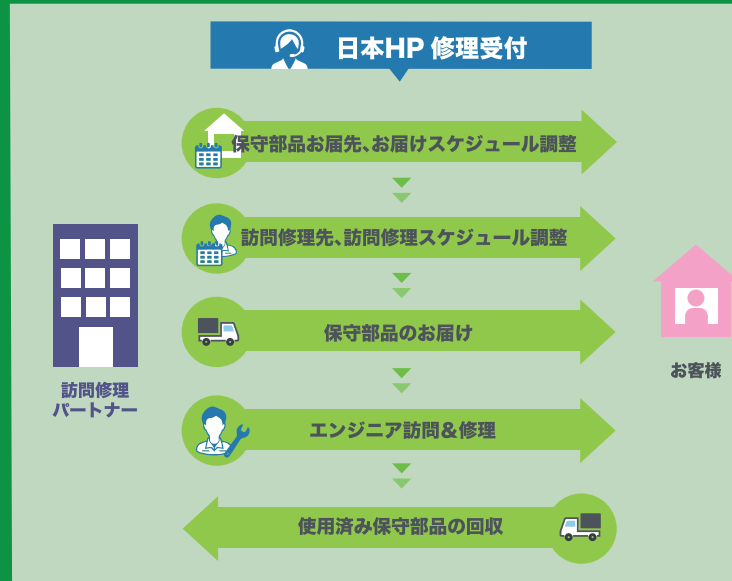 日本HP 修理受付
保守部品お届先、お届けスケジュール調整
訪問修理先、訪問修理スケジュール調整
保守部品のお届け
エンジニア訪問&修理
使用済み保守部品の回収
訪問修理
パートナー
お客様